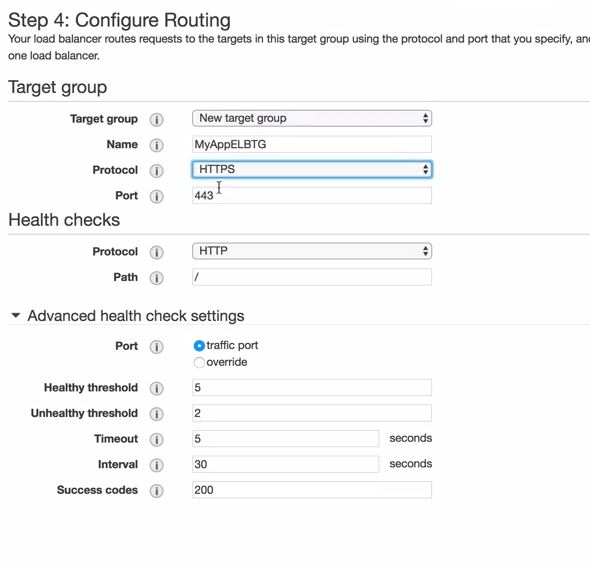 Step 4: Configure Routing
Your load balancer routes requests to the targets in this target group using the protocol and port that you specify, and
one load balancer.
Target group
Target group i New target group
Name i MyAppELBTG
Protocol i HTTPS
Port i 443
Health checks
Protocol i HTTP
Path i /
Advanced health check settings
Port i traffic port
override
Healthy threshold i 5
Unhealthy threshold i 2
Timeout i 5 seconds
Interval i 30 seconds
Success codes i 200